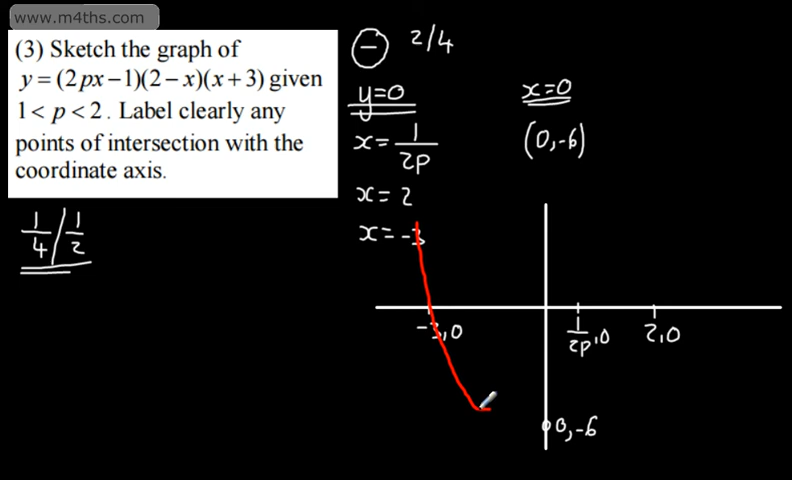 www.m4ths.com
(3) Sketch the graph of
y = (2px−1)(2−x)(x+3) given
1 < p < 2. Label clearly any
points of intersection with the
coordinate axis.
1/4 / 1/2
− 2/4
y=0
x = 1/2p
x = 2
x = -3
x=0
(0,-6)
-3,0
1/2p,0
2,0
0,-6